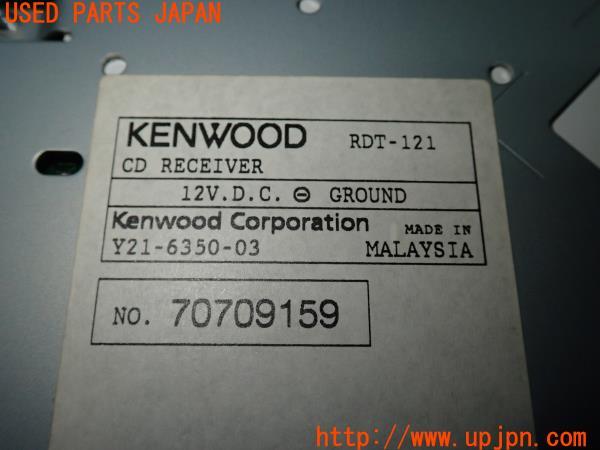 USED PARTS JAPAN
KENWOOD RDT-121
CD RECEIVER
12V.D.C. ⊖ GROUND
Kenwood Corporation MADE IN
Y21-6350-03 MALAYSIA
NO. 70709159
http://www.upjpn.com/